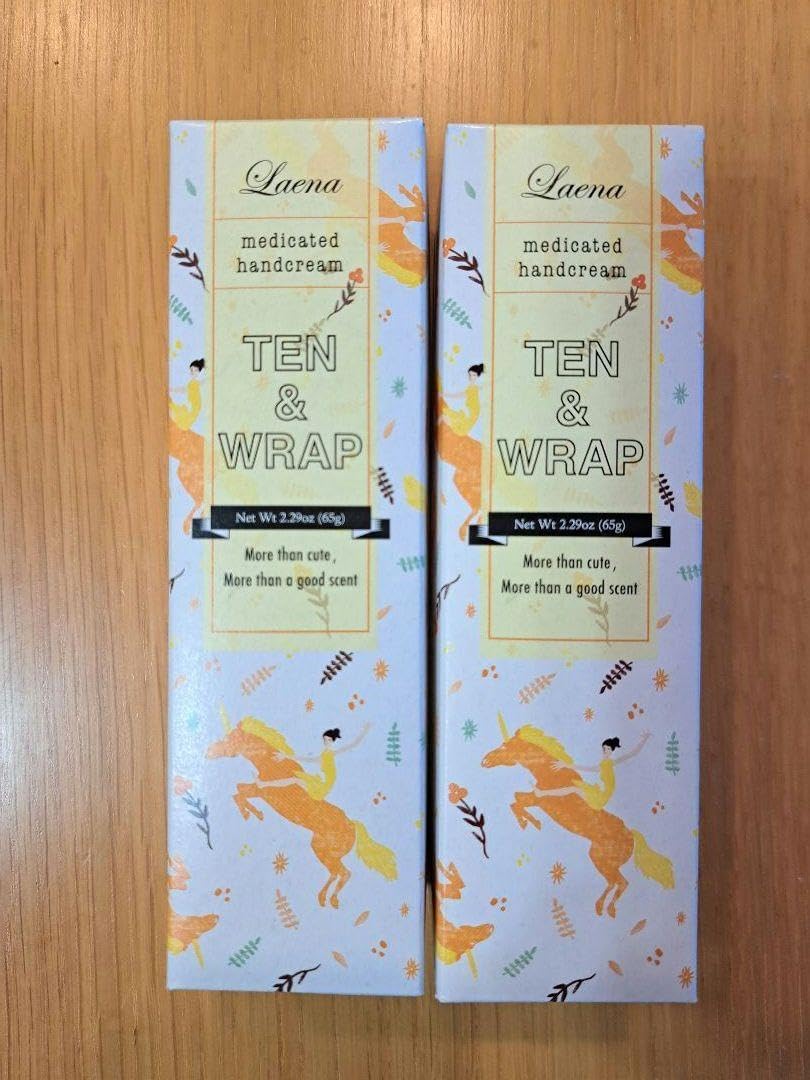 Laena
medicated
handcream
TEN
&
WRAP
Net Wt 2.29oz (65g)
More than cute,
More than a good scent
Laena
medicated
handcream
TEN
&
WRAP
Net Wt 2.29oz (65g)
More than cute,
More than a good scent